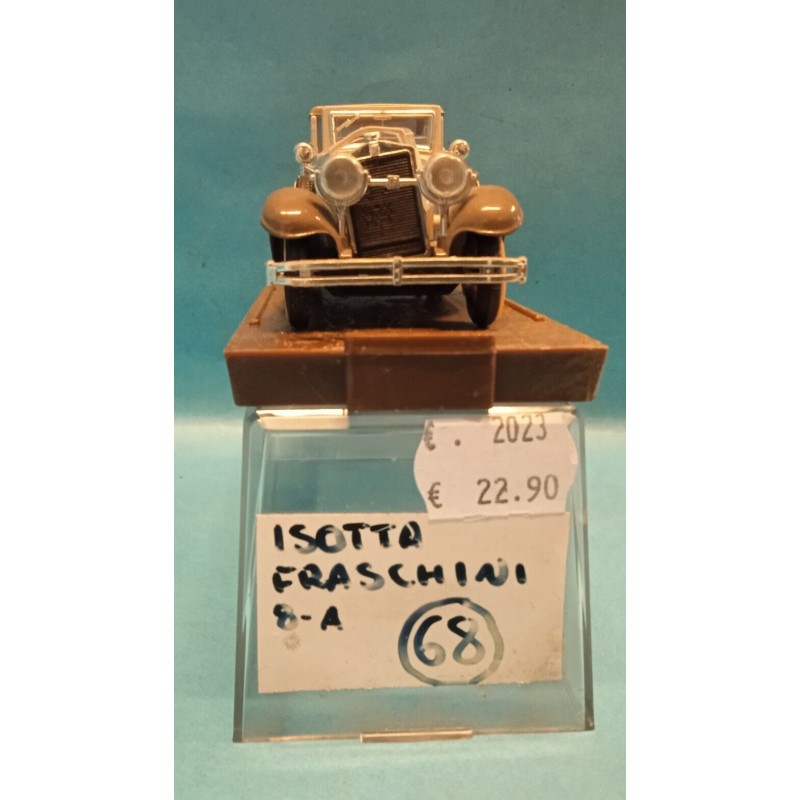 €. 2023
€ 22.90
ISOTTA
FRASCHINI
8-A
68